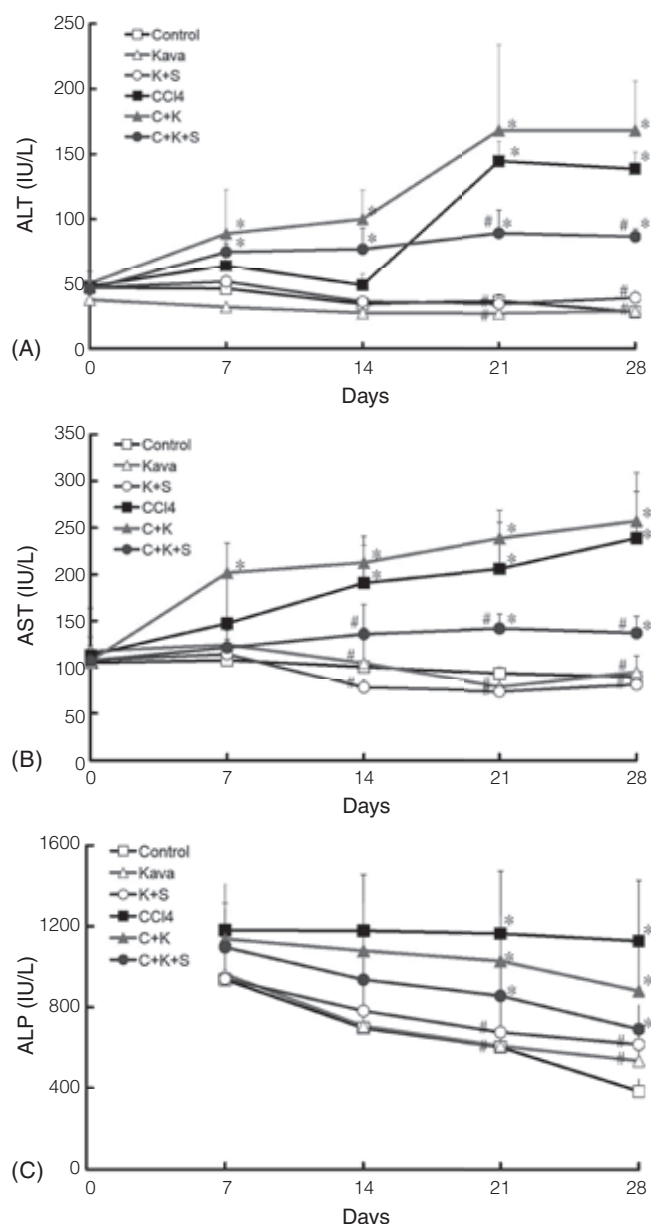 250
200
150
100
50
0
ALT (IU/L)
Control
Kava
K+S
CCl4
C+K
C+K+S
* * * * * * * * * # * # * # # # #
0 7 14 21 28
Days
(A)
350
300
250
200
150
100
50
0
AST (IU/L)
Control
Kava
K+S
CCl4
C+K
C+K+S
* * * * * * * # # * # * # # # # #
0 7 14 21 28
Days
(B)
1600
1200
800
400
0
ALP (IU/L)
Control
Kava
K+S
CCl4
C+K
C+K+S
* * * * * * # # # #
0 7 14 21 28
Days
(C)